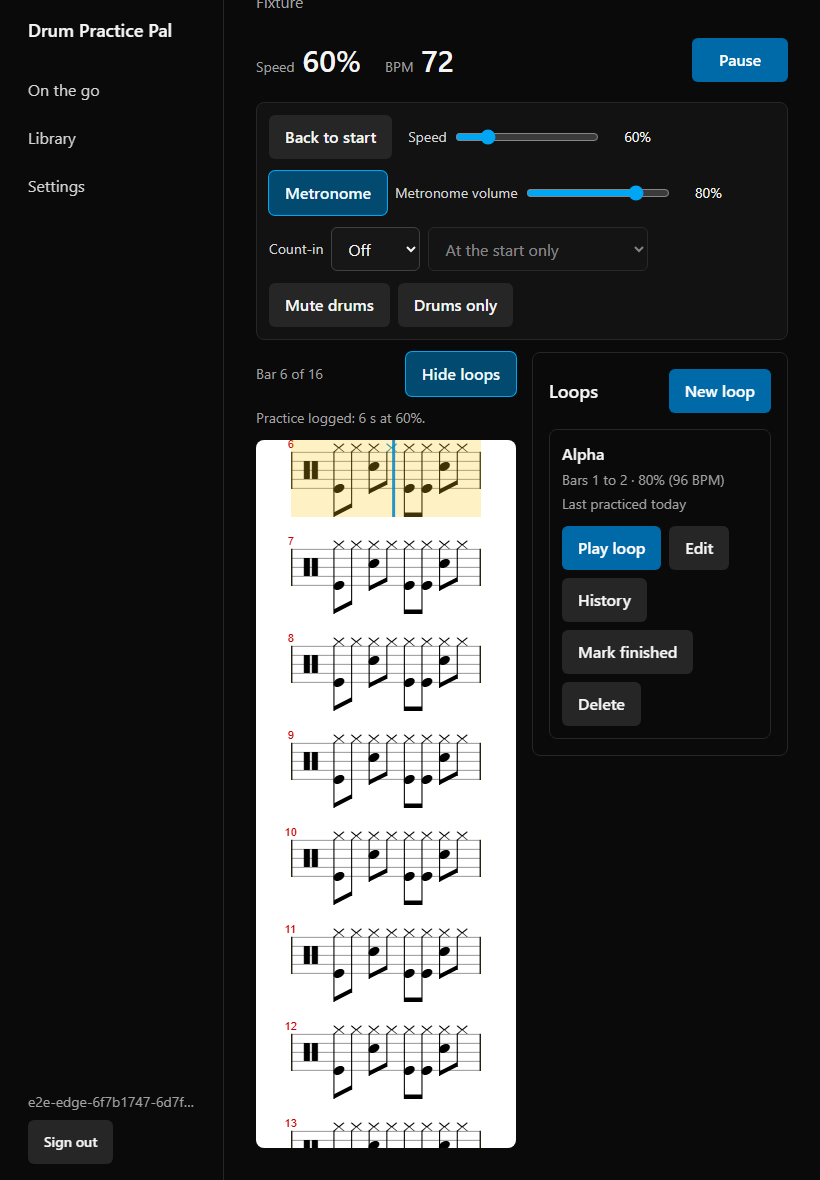 Drum Practice Pal
On the go
Library
Settings
e2e-edge-6f7b1747-6d7f...
Sign out
Fixture
Speed 60% BPM 72
Pause
Back to start Speed 60%
Metronome Metronome volume 80%
Count-in Off At the start only
Mute drums Drums only
Bar 6 of 16 Hide loops
Practice logged: 6 s at 60%.
6
7
8
9
10
11
12
13
Loops New loop
Alpha
Bars 1 to 2 · 80% (96 BPM)
Last practiced today
Play loop Edit
History
Mark finished
Delete